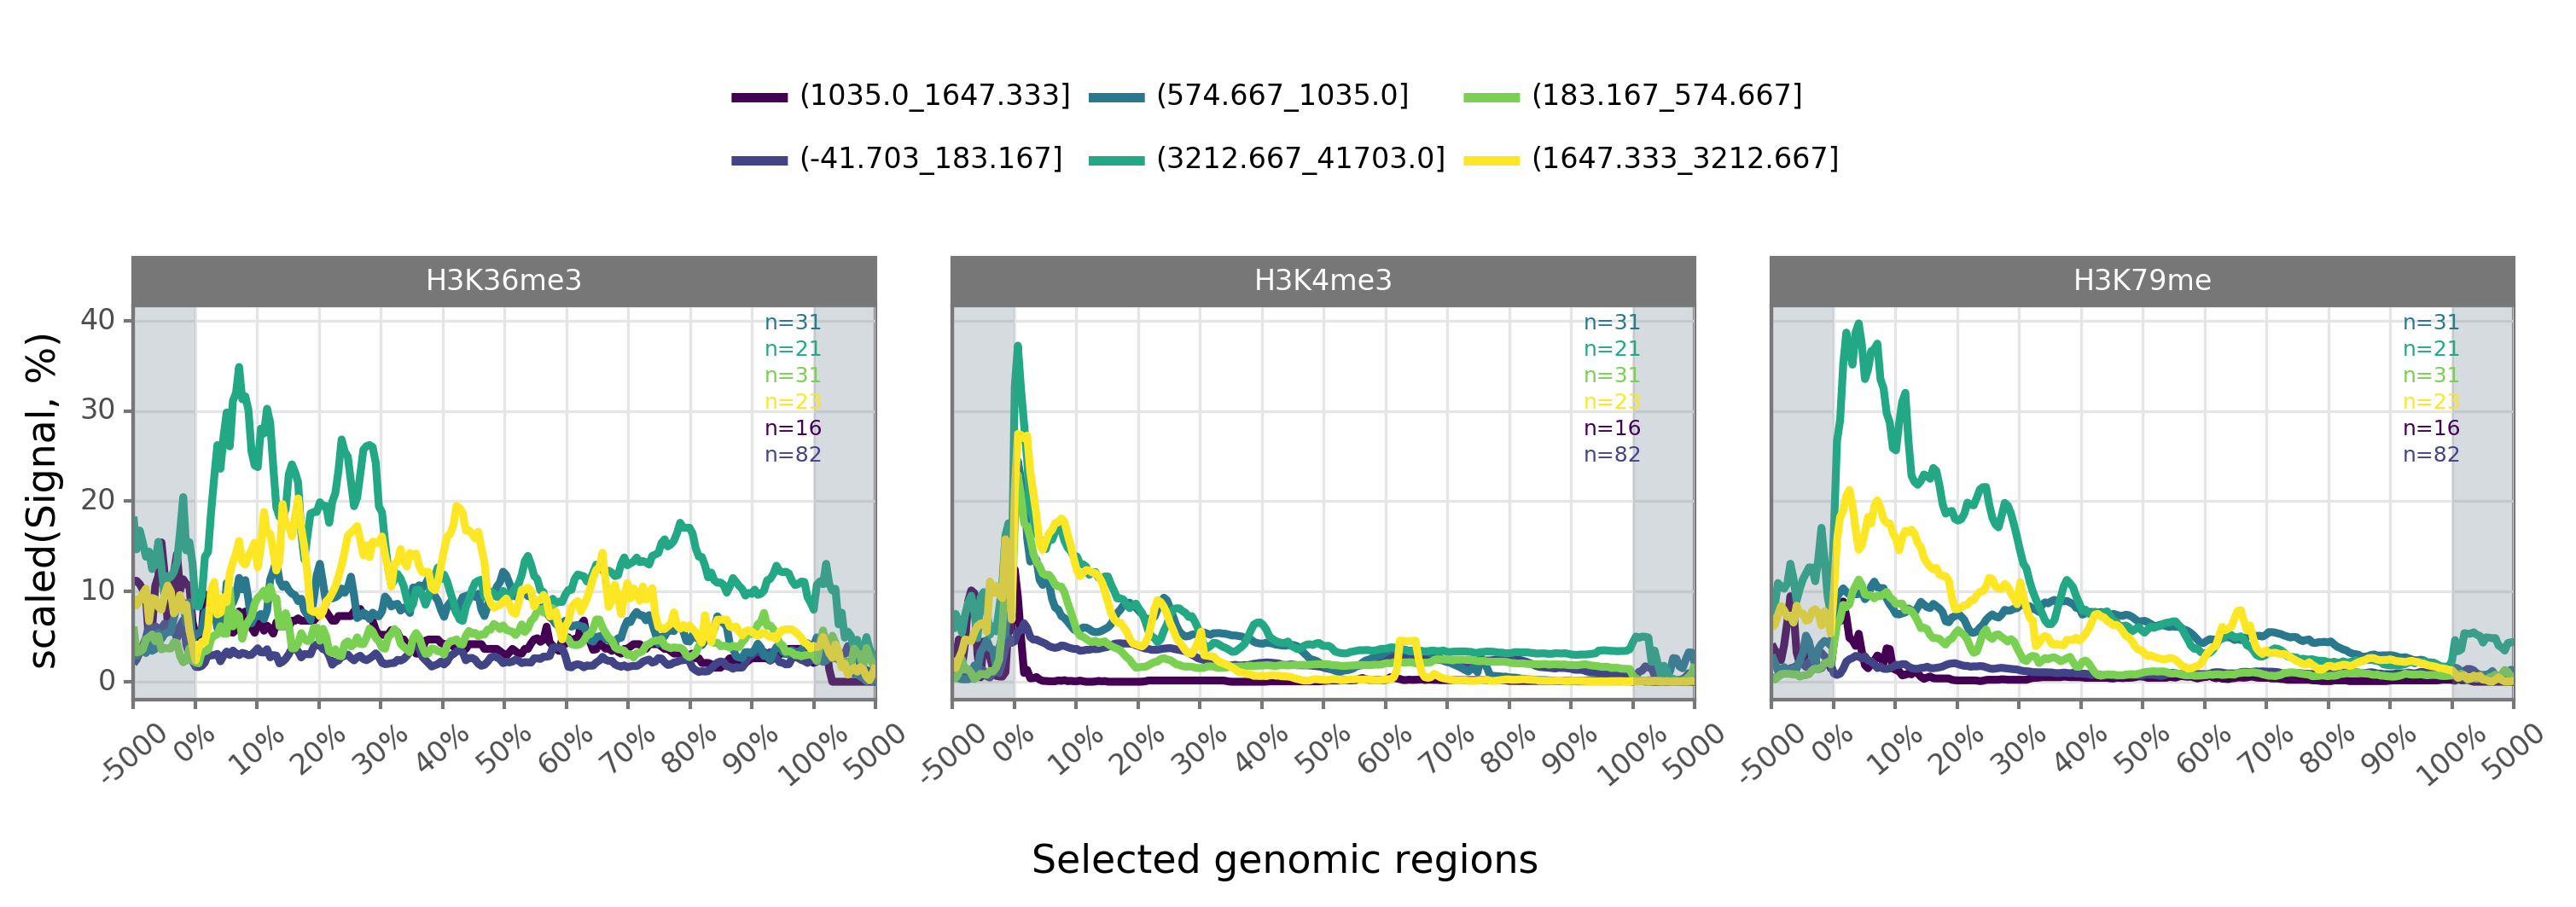 (1035.0_1647.333] (574.667_1035.0] (183.167_574.667]
(-41.703_183.167] (3212.667_41703.0] (1647.333_3212.667]
H3K36me3 H3K4me3 H3K79me
scaled(Signal, %)
40
30
20
10
0
n=31
n=21
n=31
n=23
n=16
n=82
n=31
n=21
n=31
n=23
n=16
n=82
n=31
n=21
n=31
n=23
n=16
n=82
-5000 0% 10% 20% 30% 40% 50% 60% 70% 80% 90% 100% 5000
-5000 0% 10% 20% 30% 40% 50% 60% 70% 80% 90% 100% 5000
-5000 0% 10% 20% 30% 40% 50% 60% 70% 80% 90% 100% 5000
Selected genomic regions